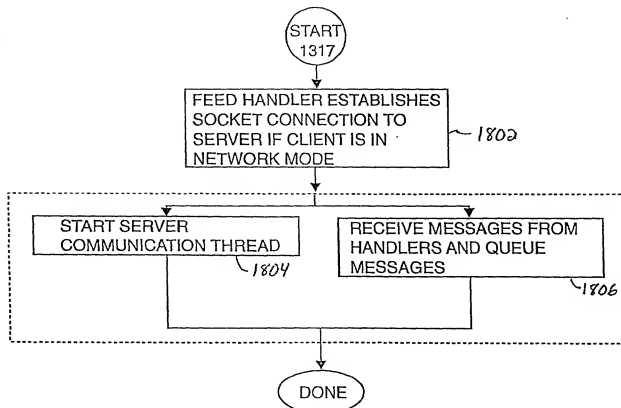 START
1317
FEED HANDLER ESTABLISHES
SOCKET CONNECTION TO
SERVER IF CLIENT IS IN
NETWORK MODE
1802
START SERVER
COMMUNICATION THREAD
1804
RECEIVE MESSAGES FROM
HANDLERS AND QUEUE
MESSAGES
1806
DONE